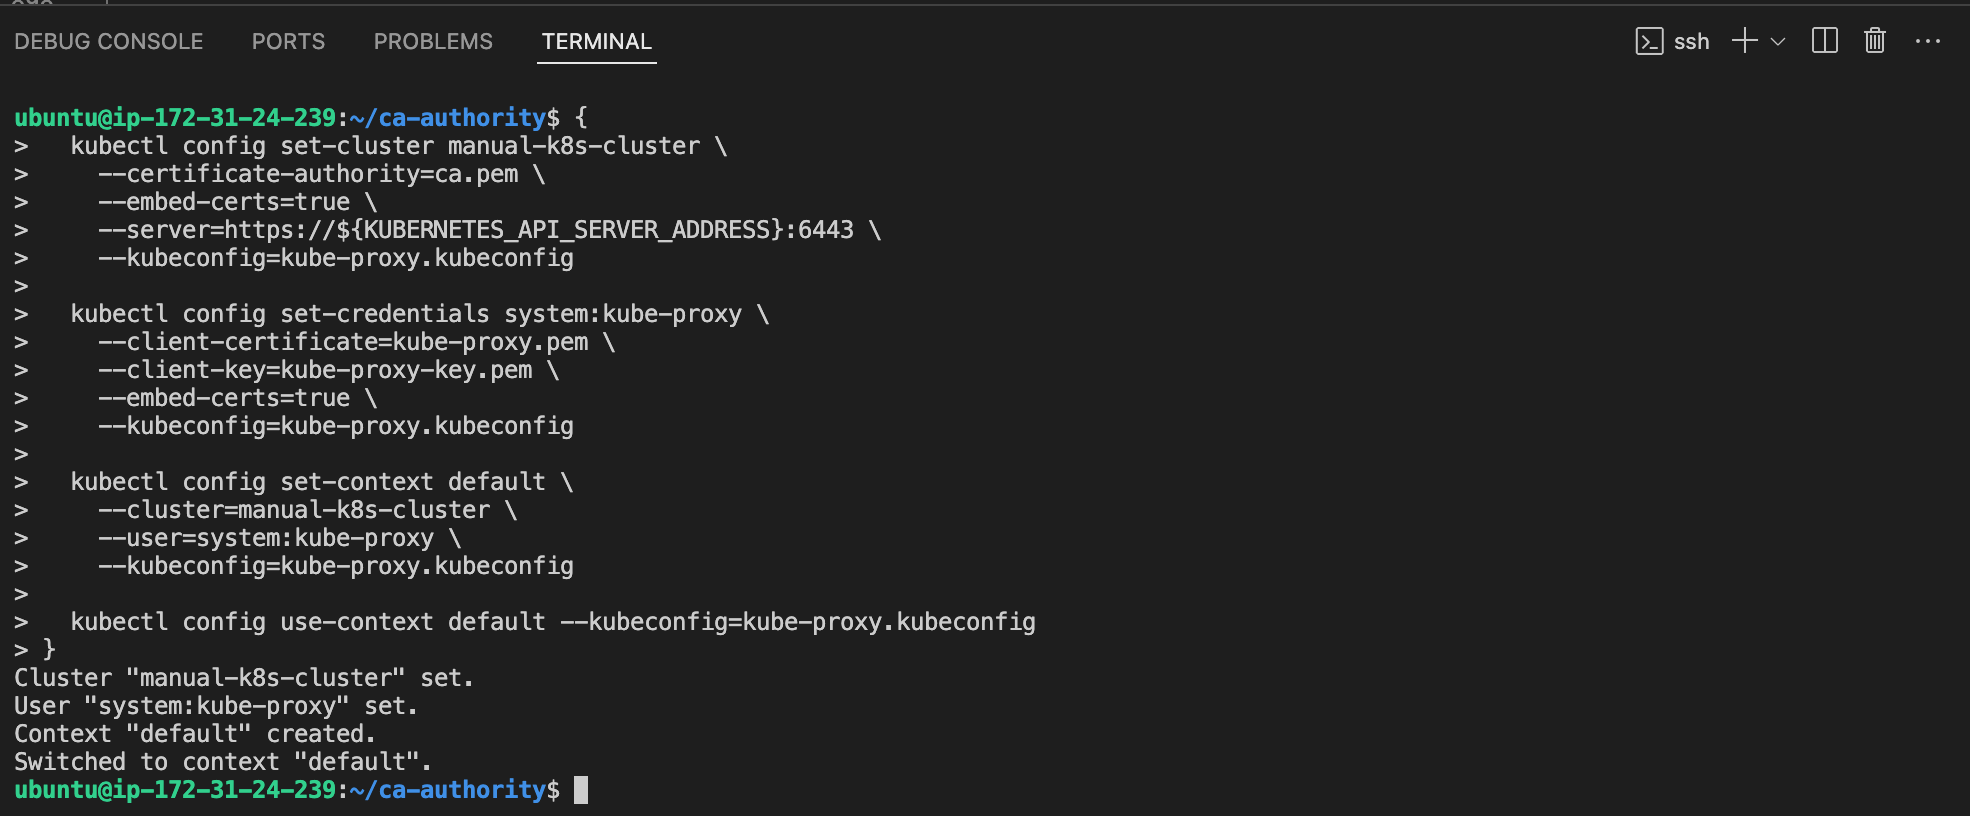 DEBUG CONSOLE PORTS PROBLEMS TERMINAL ssh
ubuntu@ip-172-31-24-239:~/ca-authority$ {
>   kubectl config set-cluster manual-k8s-cluster \
>     --certificate-authority=ca.pem \
>     --embed-certs=true \
>     --server=https://${KUBERNETES_API_SERVER_ADDRESS}:6443 \
>     --kubeconfig=kube-proxy.kubeconfig
>
>   kubectl config set-credentials system:kube-proxy \
>     --client-certificate=kube-proxy.pem \
>     --client-key=kube-proxy-key.pem \
>     --embed-certs=true \
>     --kubeconfig=kube-proxy.kubeconfig
>
>   kubectl config set-context default \
>     --cluster=manual-k8s-cluster \
>     --user=system:kube-proxy \
>     --kubeconfig=kube-proxy.kubeconfig
>
>   kubectl config use-context default --kubeconfig=kube-proxy.kubeconfig
> }
Cluster "manual-k8s-cluster" set.
User "system:kube-proxy" set.
Context "default" created.
Switched to context "default".
ubuntu@ip-172-31-24-239:~/ca-authority$